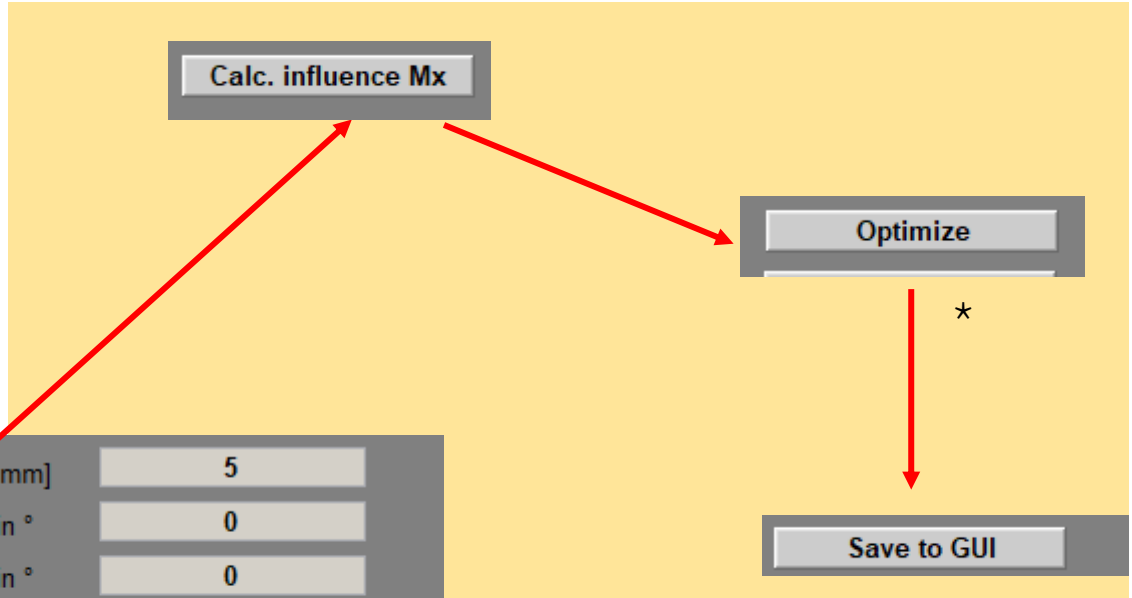 Calc. influence Mx
Optimize
*
mm] 5
n ° 0
n ° 0
Save to GUI